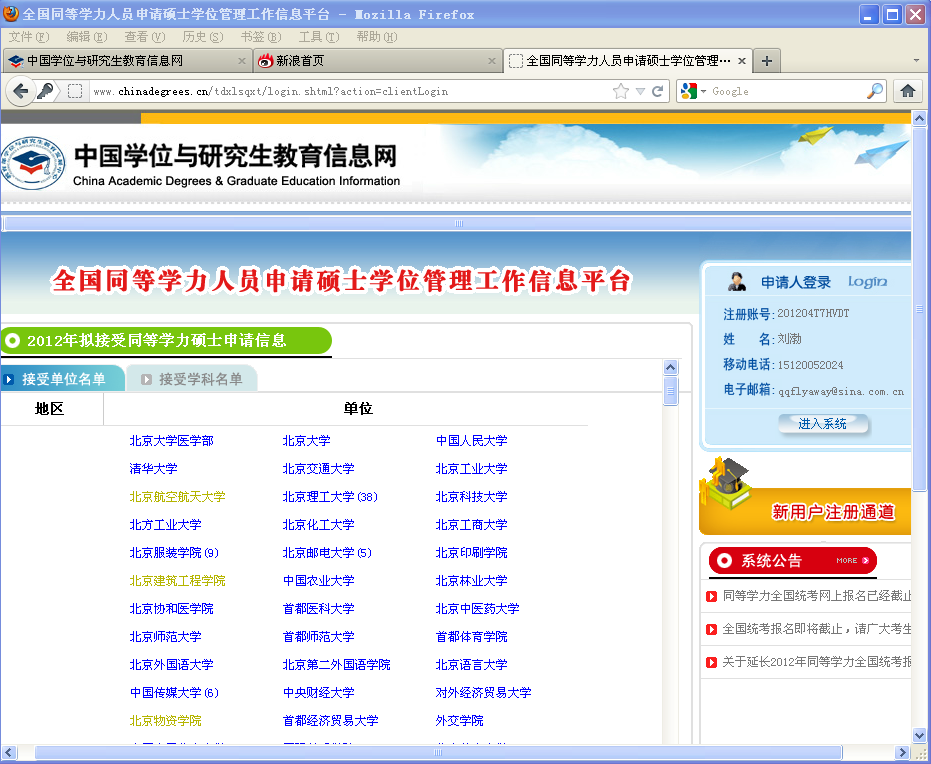 全国同等学力人员申请硕士学位管理工作信息平台 - Mozilla Firefox
文件(F) 编辑(E) 查看(V) 历史(S) 书签(B) 工具(T) 帮助(H)
中国学位与研究生教育信息网 × 新浪首页 × 全国同等学力人员申请硕士学位管理… × +
www.chinadegrees.cn/tdxlsqxt/login.shtml?action=clientLogin Google
中国学位与研究生教育信息网
China Academic Degrees & Graduate Education Information
全国同等学力人员申请硕士学位管理工作信息平台
2012年拟接受同等学力硕士申请信息
接受单位名单 接受学科名单
地区 单位
北京大学医学部 北京大学 中国人民大学
清华大学 北京交通大学 北京工业大学
北京航空航天大学 北京理工大学(38) 北京科技大学
北方工业大学 北京化工大学 北京工商大学
北京服装学院(9) 北京邮电大学(5) 北京印刷学院
北京建筑工程学院 中国农业大学 北京林业大学
北京协和医学院 首都医科大学 北京中医药大学
北京师范大学 首都师范大学 首都体育学院
北京外国语大学 北京第二外国语学院 北京语言大学
中国传媒大学(6) 中央财经大学 对外经济贸易大学
北京物资学院 首都经济贸易大学 外交学院
申请人登录 Login
注册账号: 201204T7HVDT
姓 名: 刘渤
移动电话: 15120052024
电子邮箱: qqflyaway@sina.com.cn
进入系统
新用户注册通道
系统公告 MORE
同等学力全国统考网上报名已经截止
全国统考报名即将截止，请广大考生
关于延长2012年同等学力全国统考报